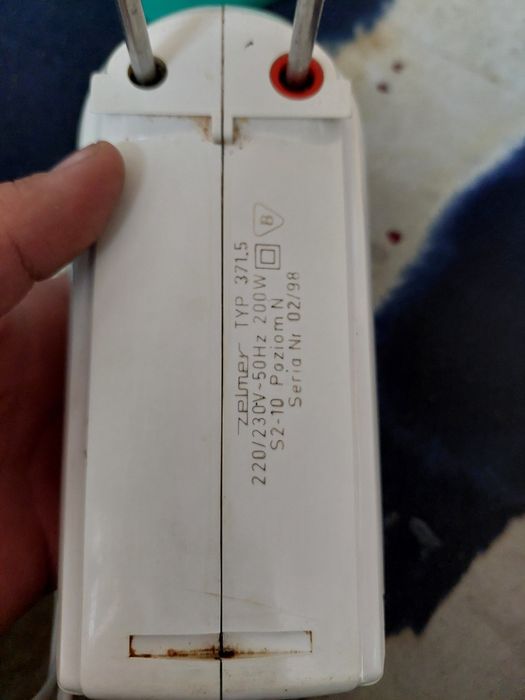 zelmer TYP 371.5 B
220/230V~50Hz 200W
S2-10 Poziom N
Seria Nr 02/98